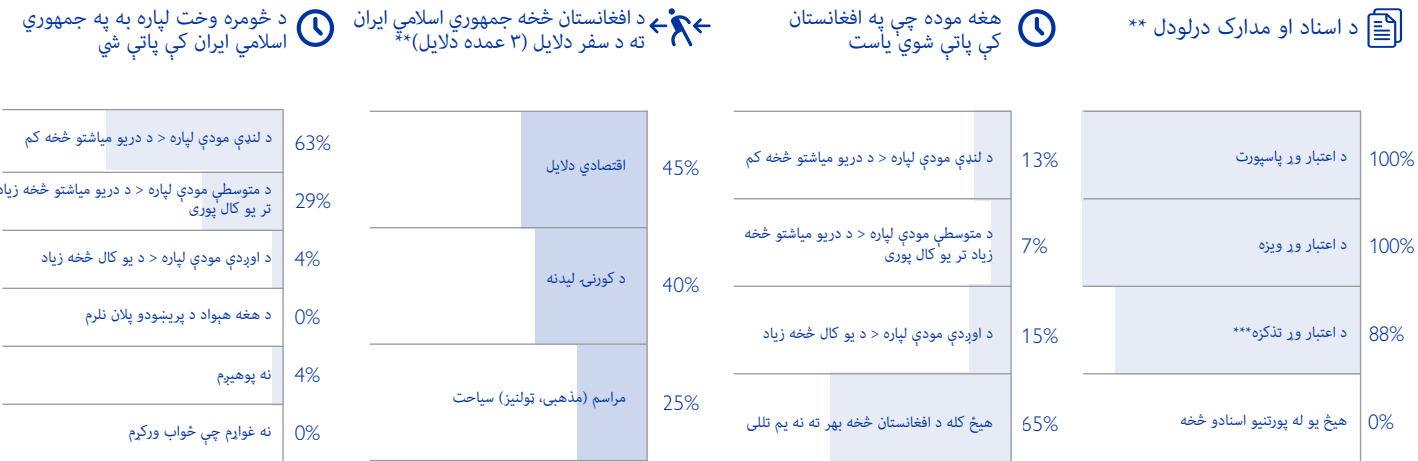 د اسناد او مدارک درلودل **
100% د اعتبار وړ پاسپورت
100% د اعتبار وړ ویزه
88% د اعتبار وړ تذکزه***
0% هیڅ یو له پورتنیو اسنادو څخه
هغه موده چې په افغانستان
کې پاتې شوي یاست
13% د لنډې مودې لپاره < د دریو میاشتو څخه کم
7% د متوسطې مودې لپاره < د دریو میاشتو څخه
زیاد تر یو کال پورې
15% د اوږدې مودې لپاره < د یو کال څخه زیاد
65% هیڅ کله د افغانستان څخه بهر ته نه یم تللی
د افغانستان څخه جمهوري اسلامي ایران
ته د سفر دلایل (۳ عمده دلایل)**
45% اقتصادي دلایل
40% د کورنۍ لیدنه
25% مراسم (مذهبی، ټولنیز) سیاحت
د څومره وخت لپاره به په جمهوري
اسلامي ایران کې پاتې شي
63% د لنډې مودې لپاره < د دریو میاشتو څخه کم
29% د متوسطې مودې لپاره < د دریو میاشتو څخه زیاد
تر یو کال پوری
4% د اوږدې مودې لپاره < د یو کال څخه زیاد
0% د هغه هېواد د پریښودو پلان نلرم
4% نه پوهیږم
0% نه غواړم چې ځواب ورکړم